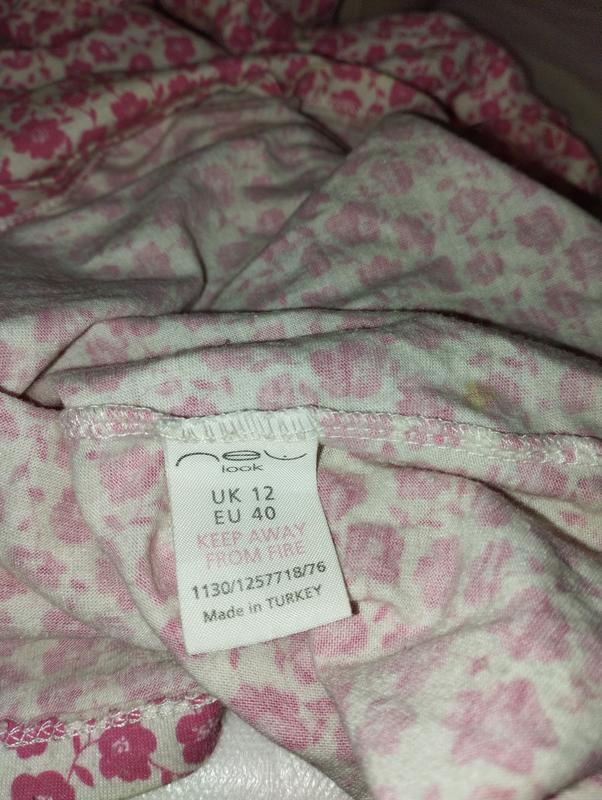 new
look
UK 12
EU 40
KEEP AWAY
FROM FIRE
1130/1257718/76
Made in TURKEY